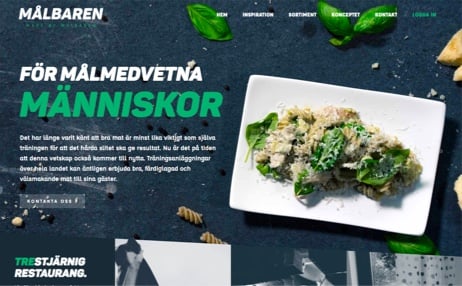 MÅLBAREN
HEM INSPIRATION SORTIMENT KONCEPTET KONTAKT LOGGA IN
FÖR MÅLMEDVETNA
MÄNNISKOR
Det har länge varit känt att bra mat är minst lika viktigt som själva
träningen för att det hårda slitet ska ge resultat. Nu är det på tiden
att denna vetskap också kommer till nytta. Träningsanläggningar
över hela landet kan äntligen erbjuda bra, färdiglagad och
välsmakande mat till sina gäster.
KONTAKTA OSS
TRESTJÄRNIG
RESTAURANG.